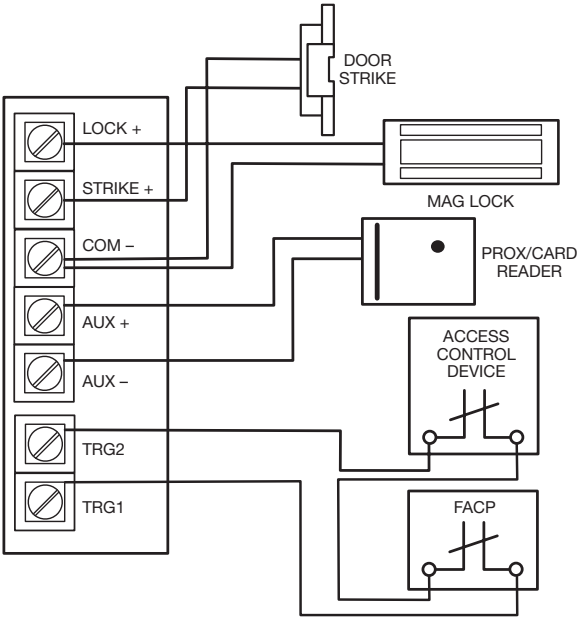 DOOR
STRIKE
LOCK +
STRIKE +
MAG LOCK
COM –
PROX/CARD
READER
AUX +
ACCESS
CONTROL
DEVICE
AUX –
TRG2
TRG1
FACP